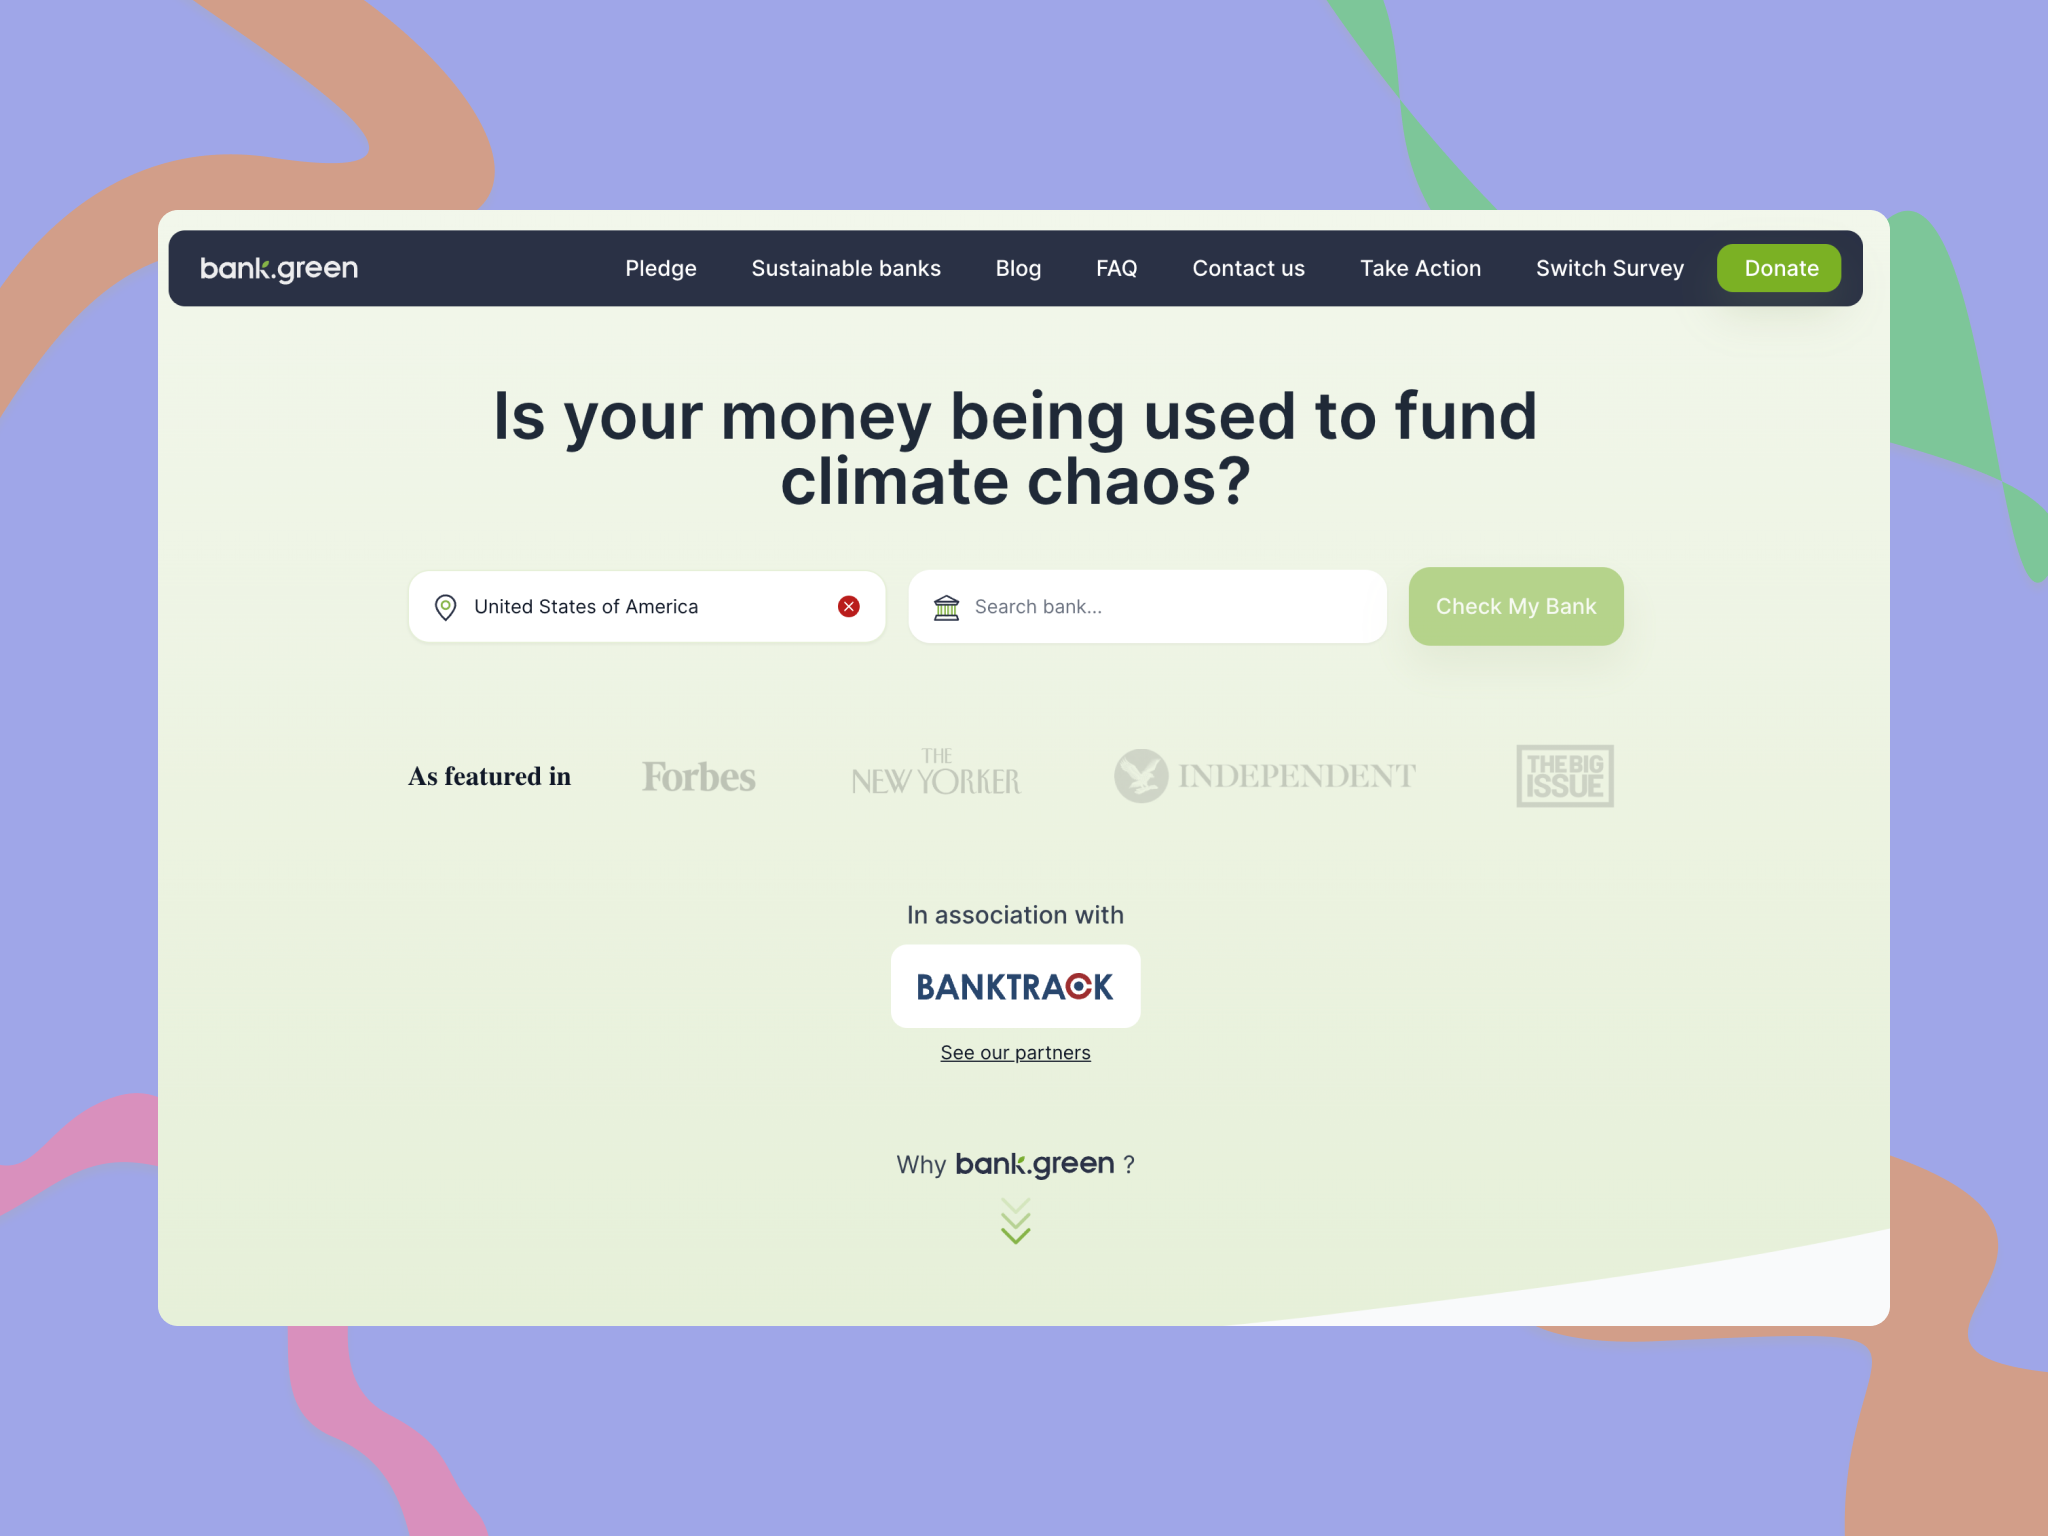 bank.green
Pledge
Sustainable banks
Blog
FAQ
Contact us
Take Action
Switch Survey
Donate
Is your money being used to fund
climate chaos?
United States of America
Search bank...
Check My Bank
As featured in
Forbes
THE
NEW YORKER
INDEPENDENT
THE BIG
ISSUE
In association with
BANKTRACK
See our partners
Why bank.green ?